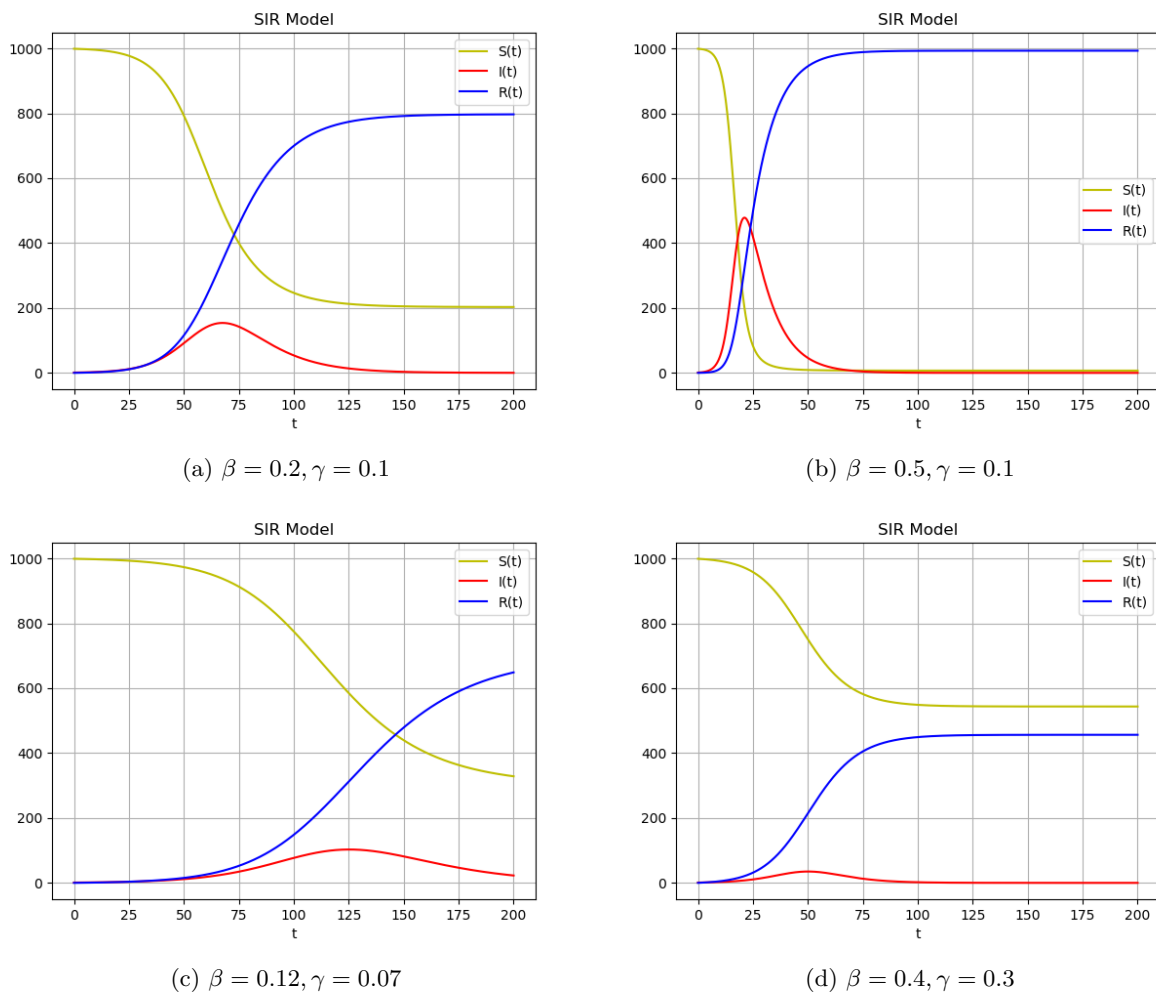 SIR Model
1000
800
600
400
200
0
S(t)
I(t)
R(t)
0 25 50 75 100 125 150 175 200
t
(a) β = 0.2, γ = 0.1
SIR Model
1000
800
600
400
200
0
S(t)
I(t)
R(t)
0 25 50 75 100 125 150 175 200
t
(b) β = 0.5, γ = 0.1
SIR Model
1000
800
600
400
200
0
S(t)
I(t)
R(t)
0 25 50 75 100 125 150 175 200
t
(c) β = 0.12, γ = 0.07
SIR Model
1000
800
600
400
200
0
S(t)
I(t)
R(t)
0 25 50 75 100 125 150 175 200
t
(d) β = 0.4, γ = 0.3